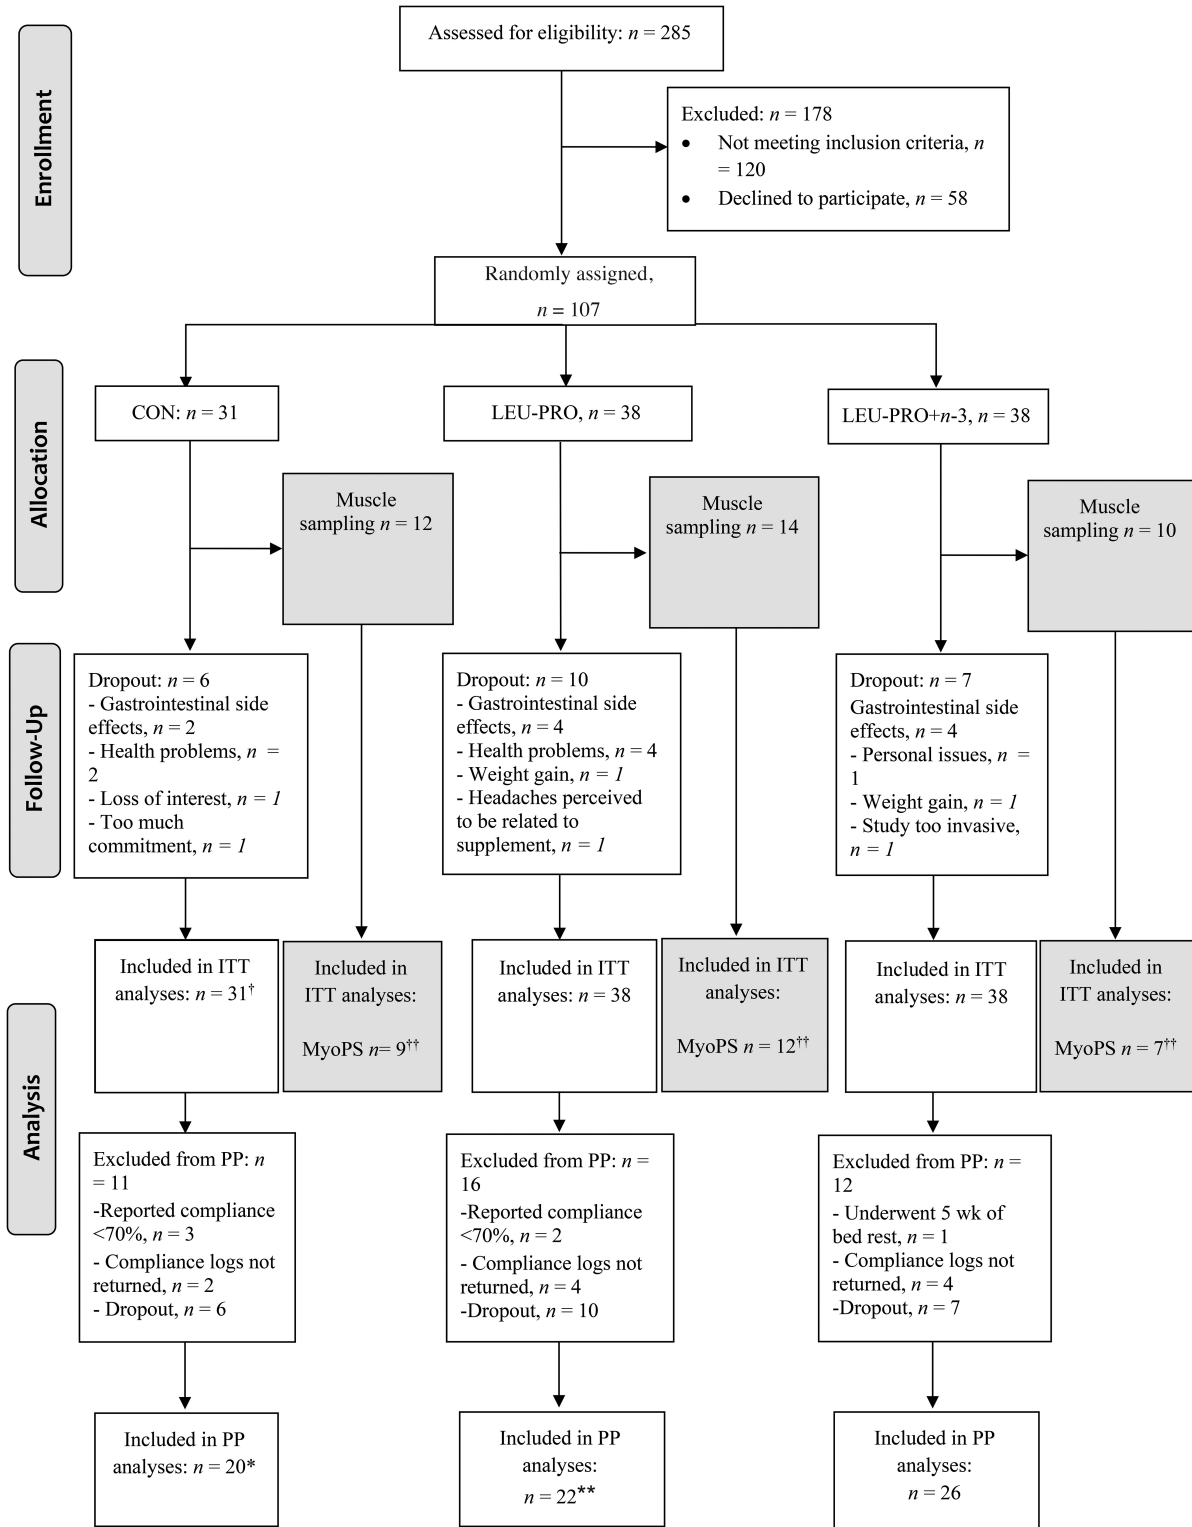 Enrollment
Assessed for eligibility: n = 285
Excluded: n = 178
• Not meeting inclusion criteria, n
= 120
• Declined to participate, n = 58
Randomly assigned,
n = 107
Allocation
CON: n = 31
LEU-PRO, n = 38
LEU-PRO+n-3, n = 38
Muscle
sampling n = 12
Muscle
sampling n = 14
Muscle
sampling n = 10
Follow-Up
Dropout: n = 6
- Gastrointestinal side
effects, n = 2
- Health problems, n =
2
- Loss of interest, n = 1
- Too much
commitment, n = 1
Dropout: n = 10
- Gastrointestinal side
effects, n = 4
- Health problems, n = 4
- Weight gain, n = 1
- Headaches perceived
to be related to
supplement, n = 1
Dropout: n = 7
Gastrointestinal side
effects, n = 4
- Personal issues, n =
1
- Weight gain, n = 1
- Study too invasive,
n = 1
Analysis
Included in ITT
analyses: n = 31†
Included in
ITT analyses:
MyoPS n= 9††
Included in ITT
analyses: n = 38
Included in ITT
analyses:
MyoPS n = 12††
Included in ITT
analyses: n = 38
Included in
ITT analyses:
MyoPS n = 7††
Excluded from PP: n
= 11
-Reported compliance
<70%, n = 3
- Compliance logs not
returned, n = 2
- Dropout, n = 6
Excluded from PP: n =
16
-Reported compliance
<70%, n = 2
- Compliance logs not
returned, n = 4
-Dropout, n = 10
Excluded from PP: n =
12
- Underwent 5 wk of
bed rest, n = 1
- Compliance logs not
returned, n = 4
-Dropout, n = 7
Included in PP
analyses: n = 20*
Included in PP
analyses:
n = 22**
Included in PP
analyses:
n = 26